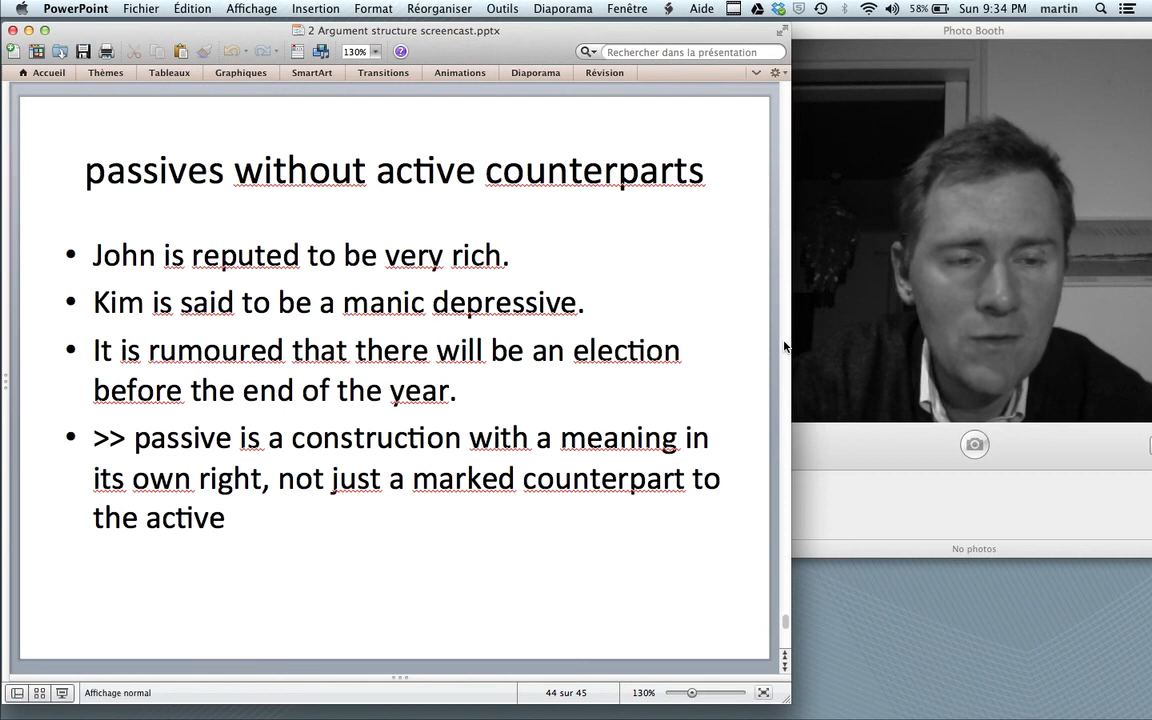 PowerPoint Fichier Édition Affichage Insertion Format Réorganiser Outils Diaporama Fenêtre Aide 58% Sun 9:34 PM martin
2 Argument structure screencast.pptx
Photo Booth
130% Rechercher dans la présentation
Accueil Thèmes Tableaux Graphiques SmartArt Transitions Animations Diaporama Révision
passives without active counterparts
• John is reputed to be very rich.
• Kim is said to be a manic depressive.
• It is rumoured that there will be an election
before the end of the year.
• >> passive is a construction with a meaning in
its own right, not just a marked counterpart to
the active
No photos
Affichage normal 44 sur 45 130%